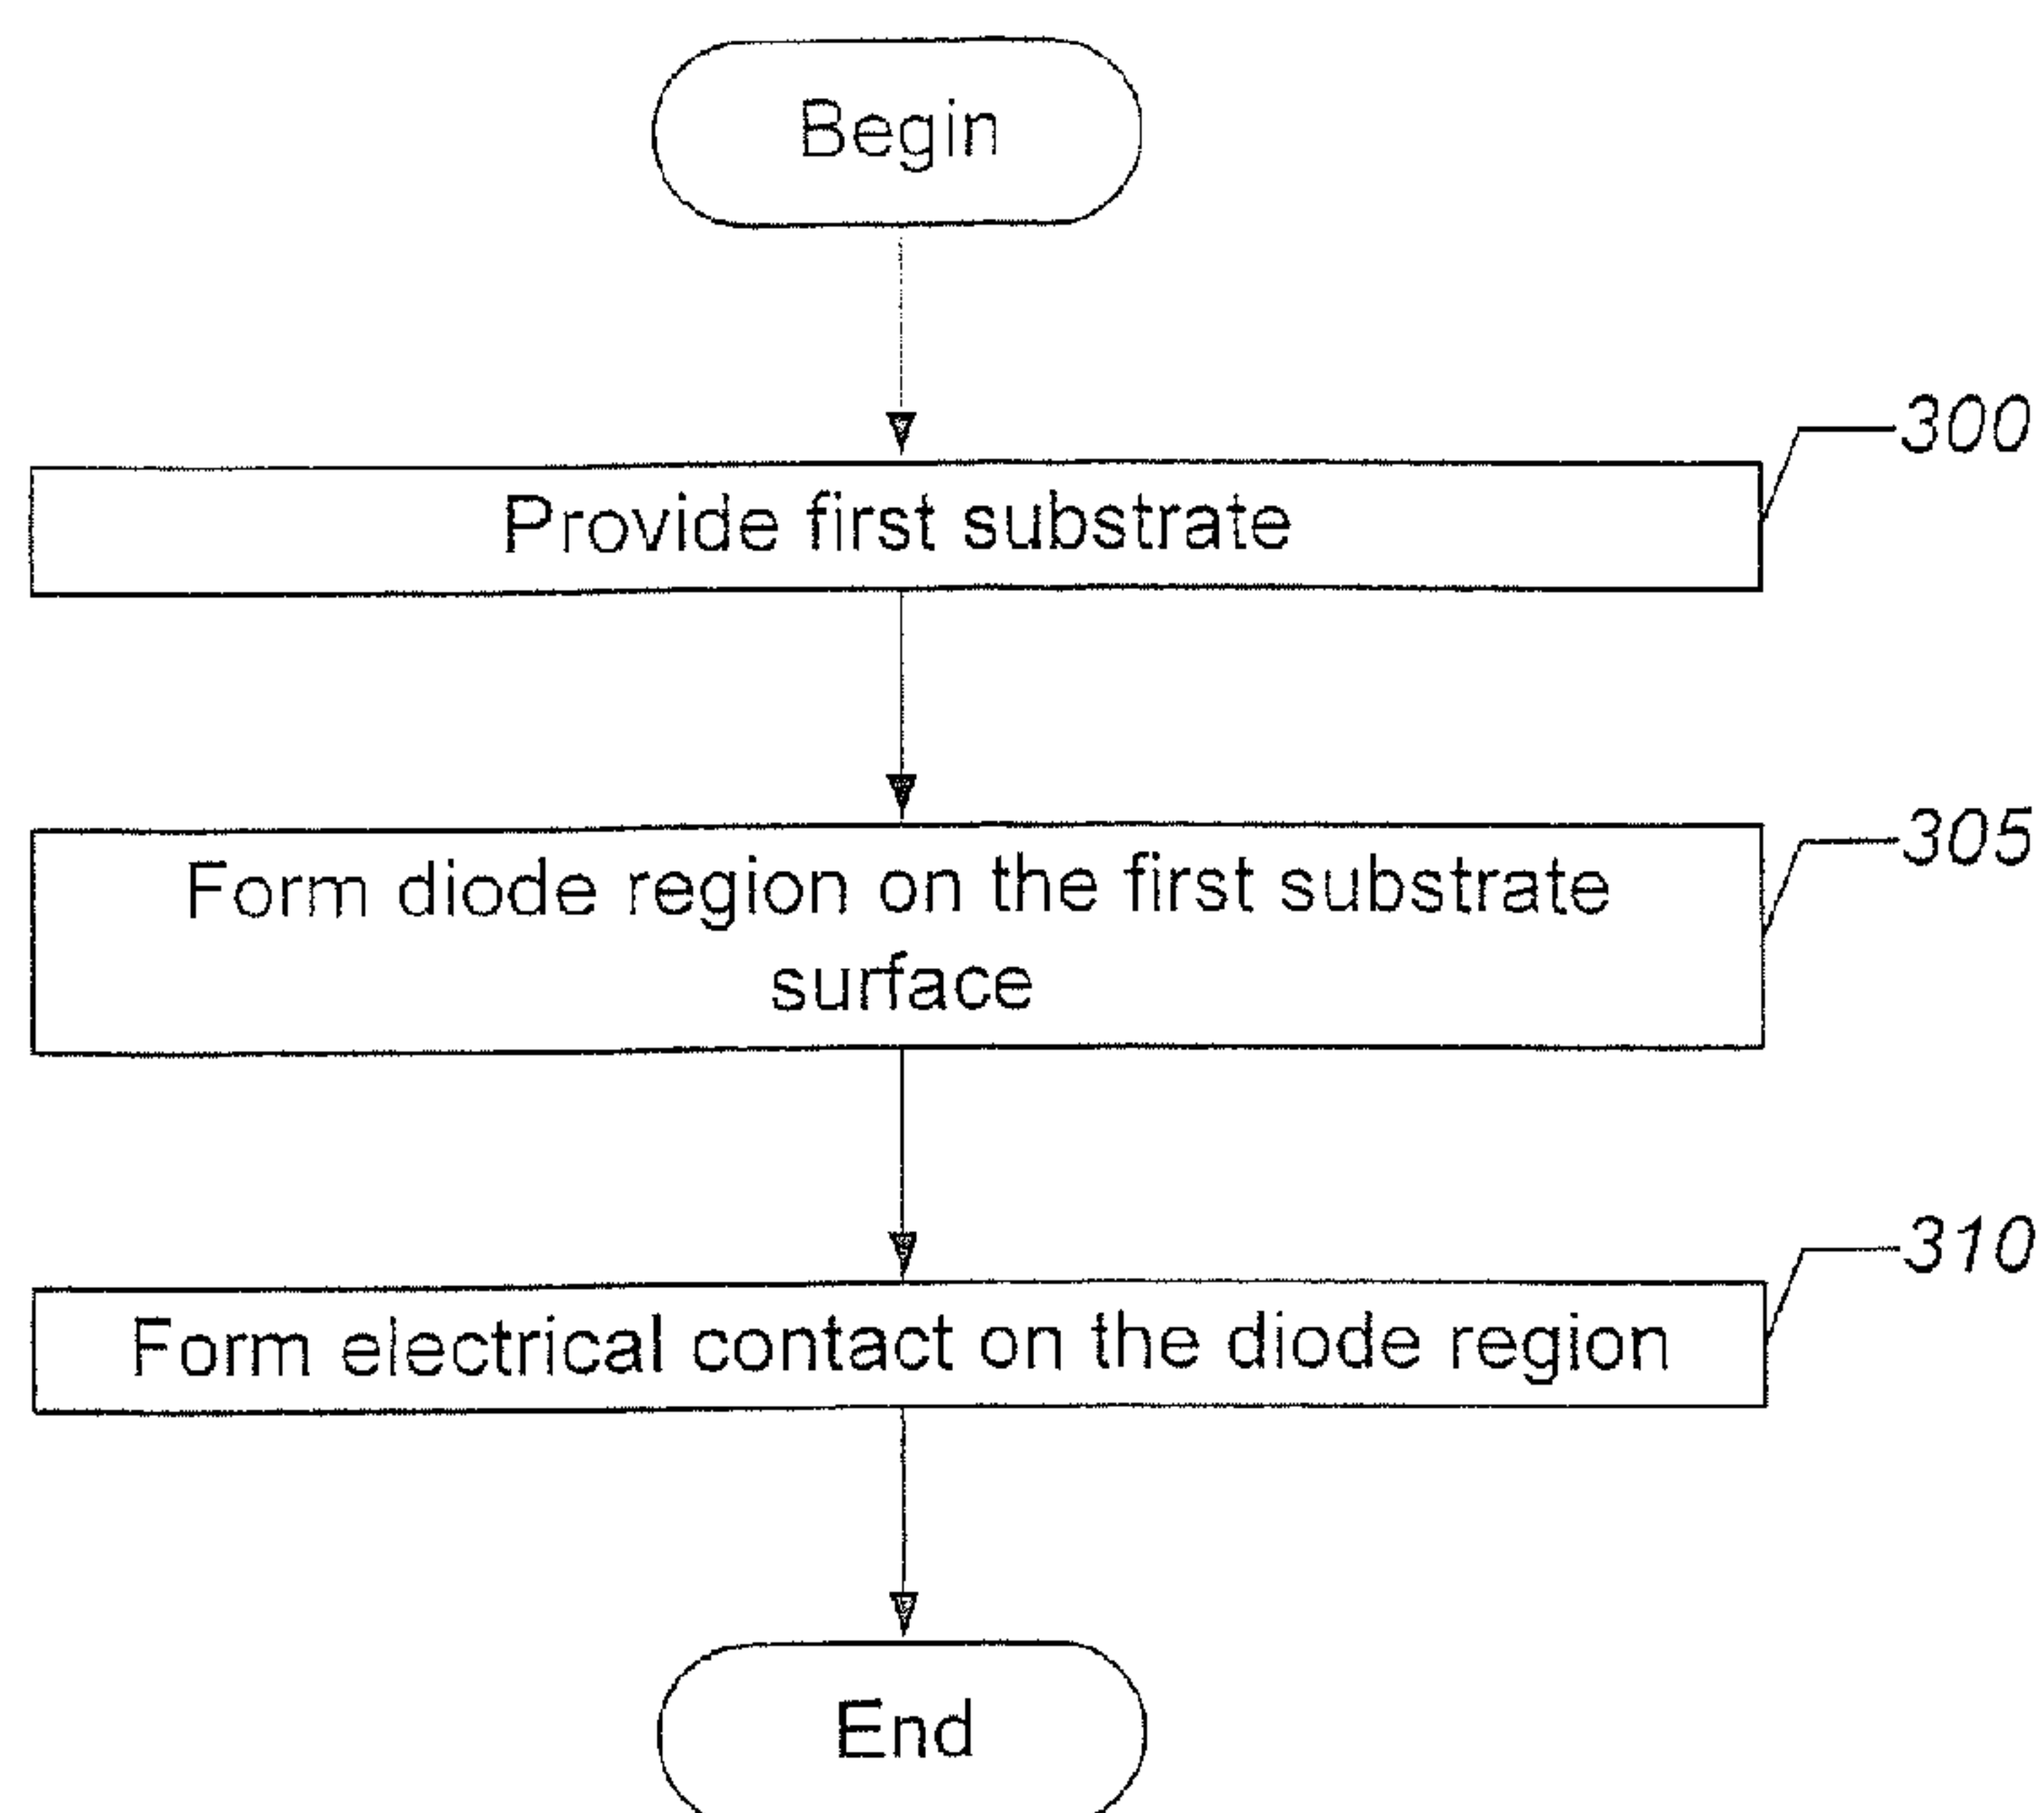 Begin
300
Provide first substrate
305
Form diode region on the first substrate
surface
310
Form electrical contact on the diode region
End